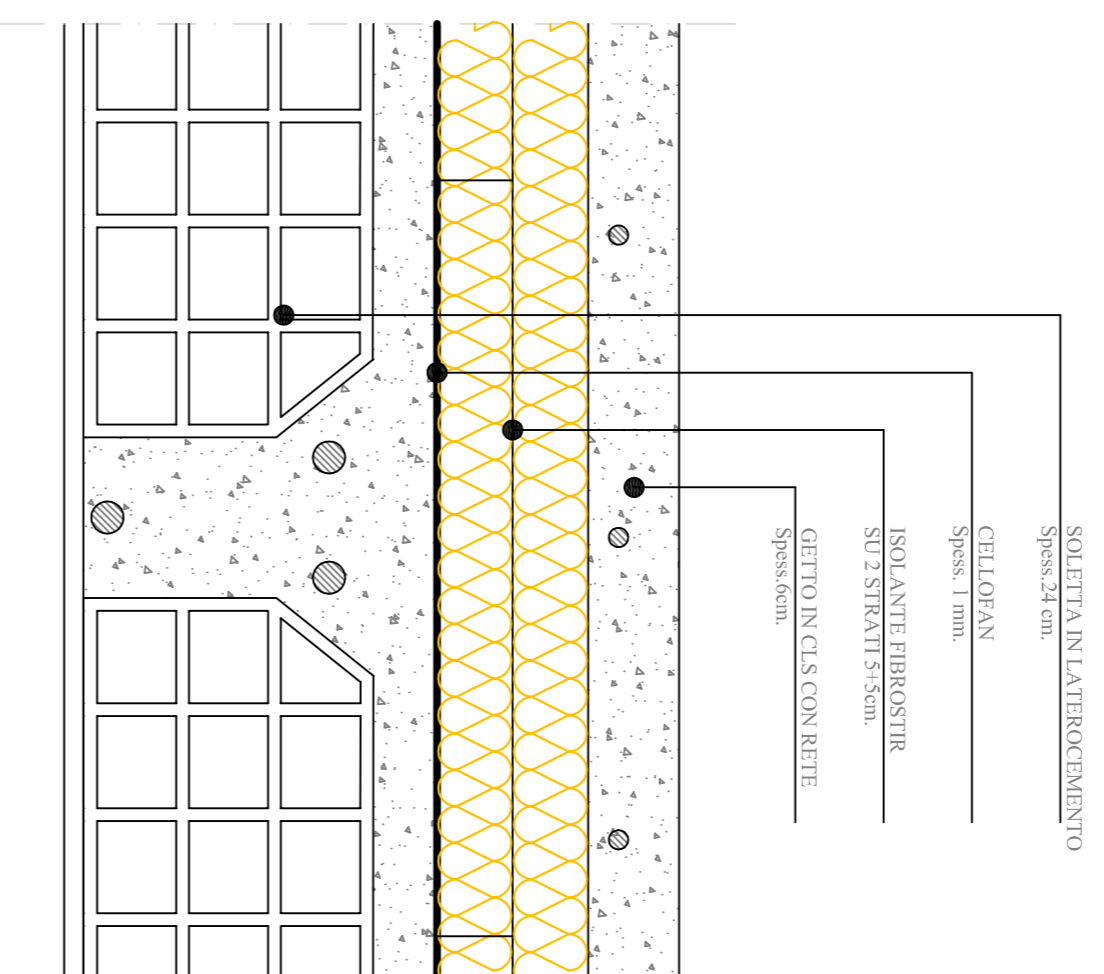 SOLETTA IN LATEROCEMENTO
Spess.24 cm.
CELLOFAN
Spess. 1 mm.
ISOLANTE FIBROSTIR
SU 2 STRATI 5+5cm.
GETTO IN CLS CON RETE
Spess.6cm.